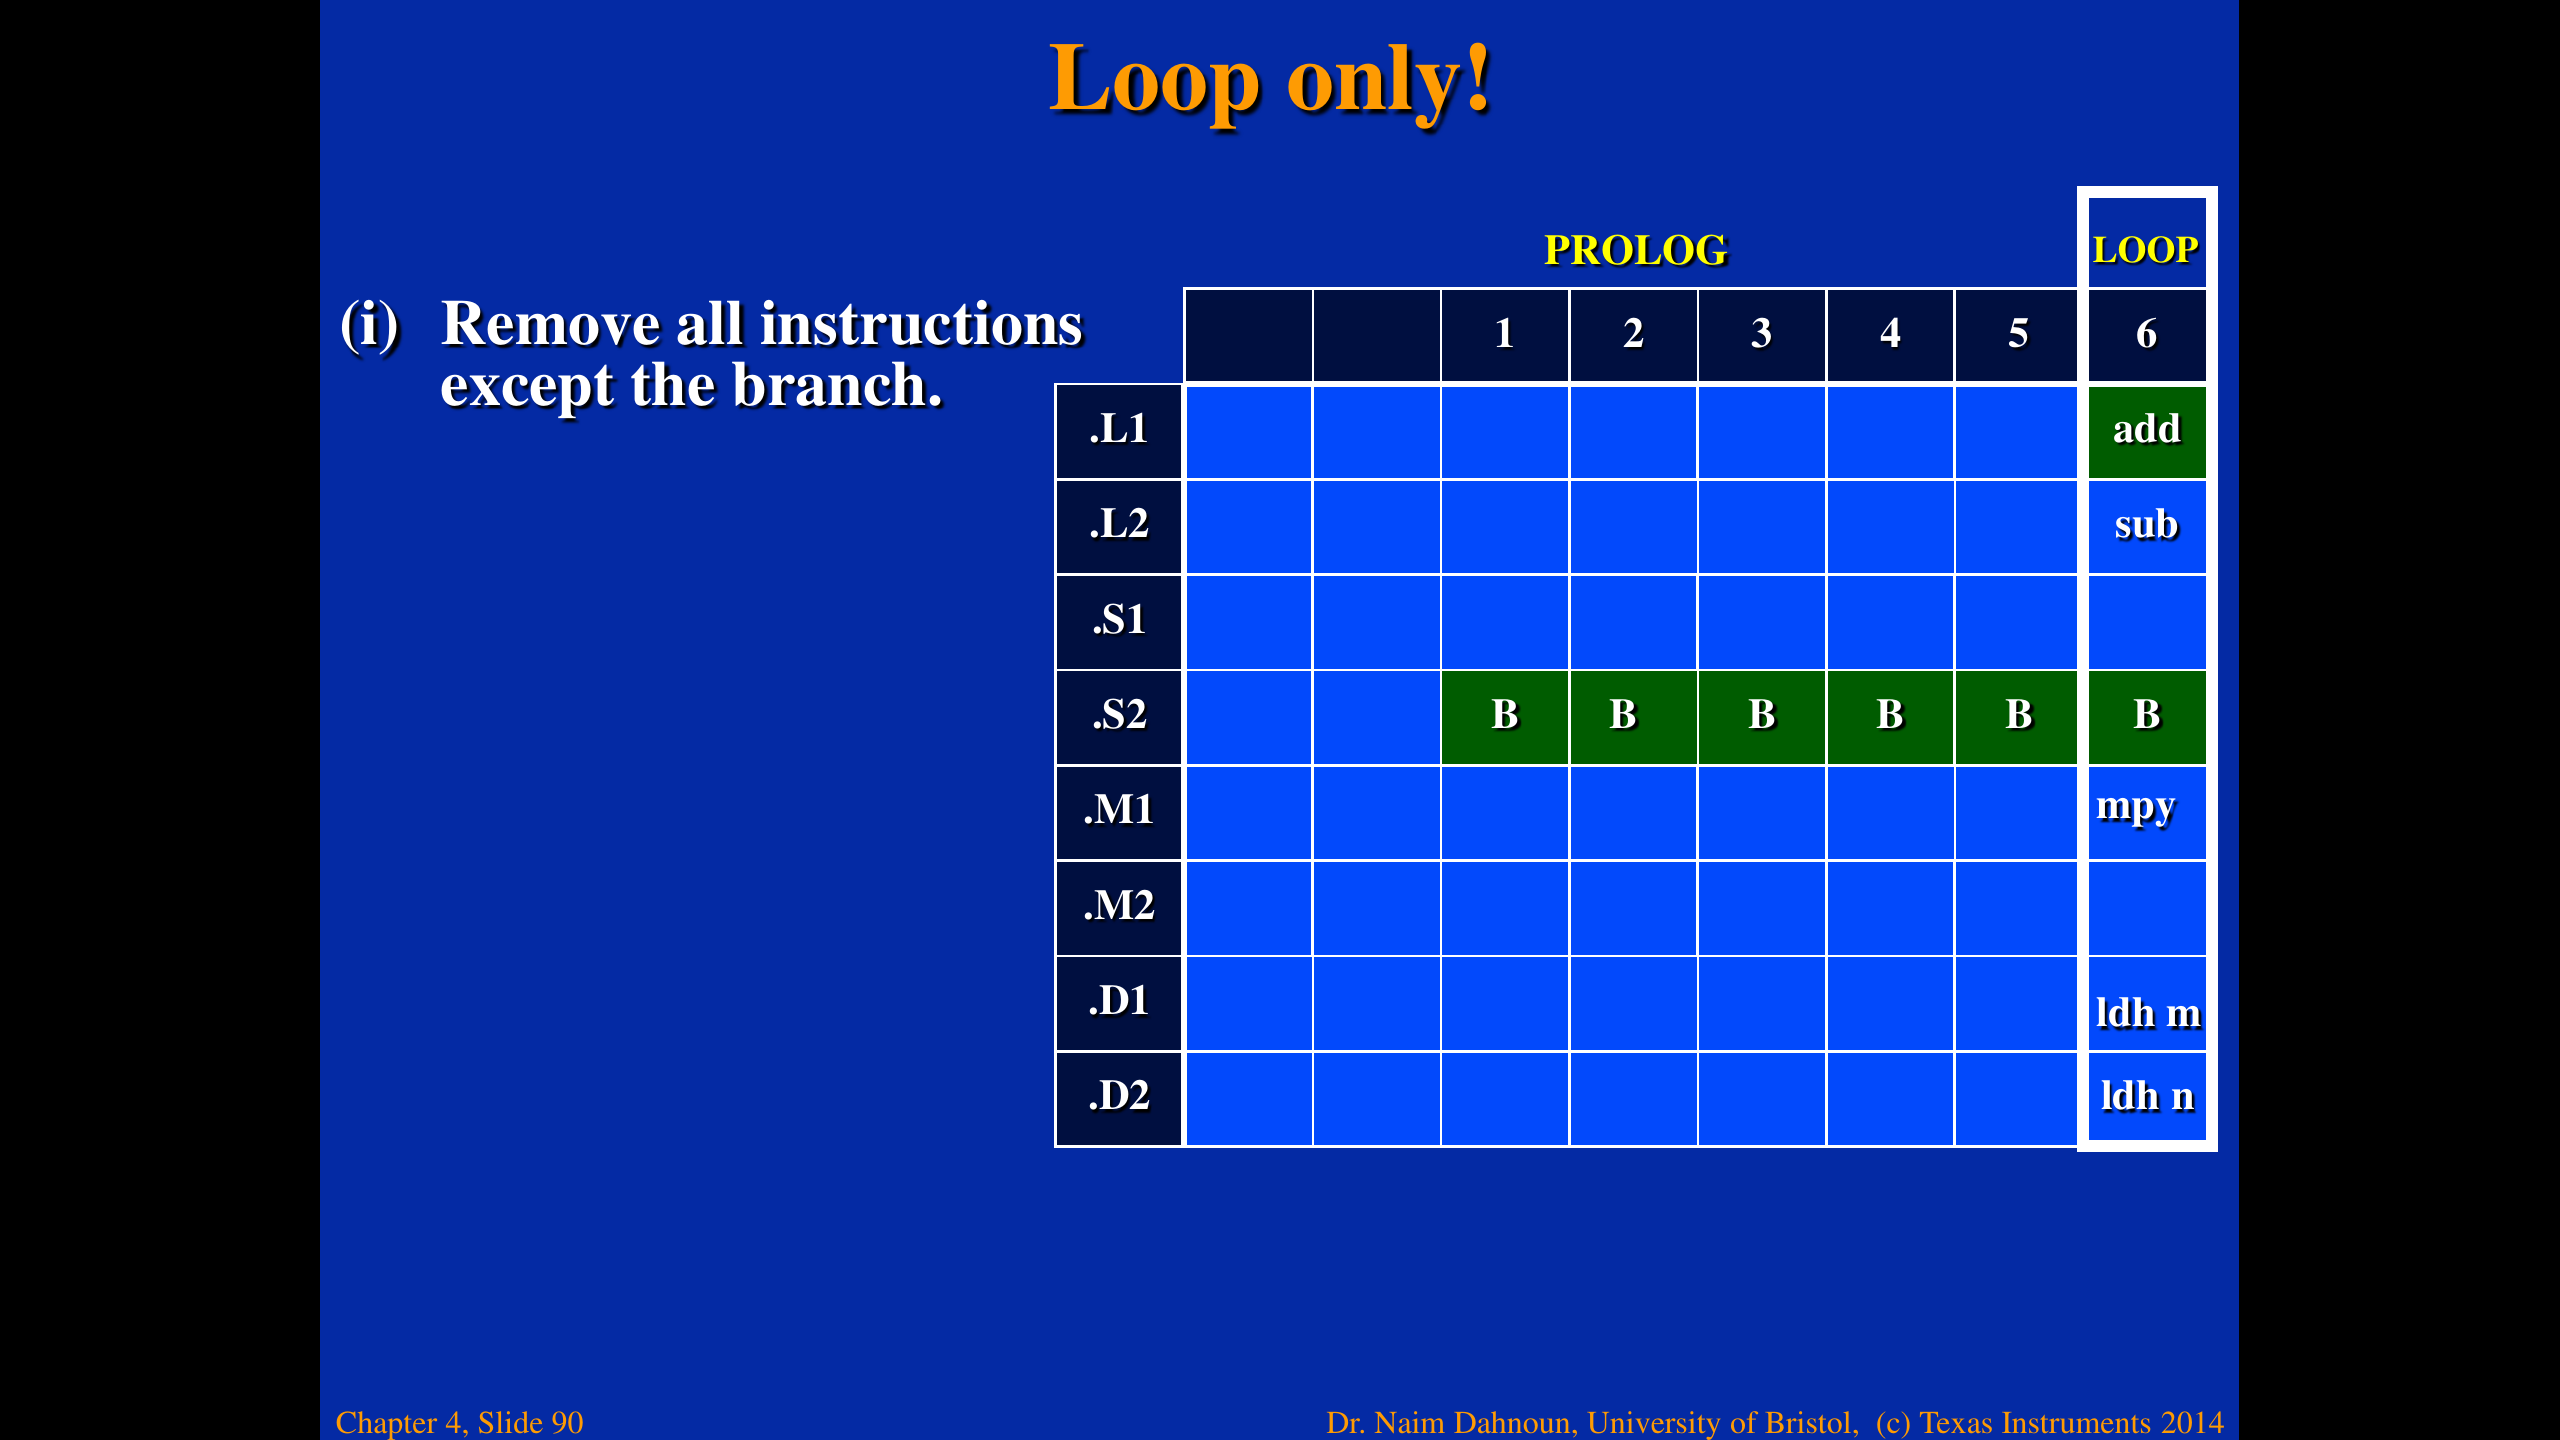 Loop only!
PROLOG LOOP
(i) Remove all instructions
except the branch.
1 2 3 4 5 6
.L1 add
.L2 sub
.S1
.S2 B B B B B B
.M1 mpy
.M2
.D1 ldh m
.D2 ldh n
Chapter 4, Slide 90 Dr. Naim Dahnoun, University of Bristol, (c) Texas Instruments 2014